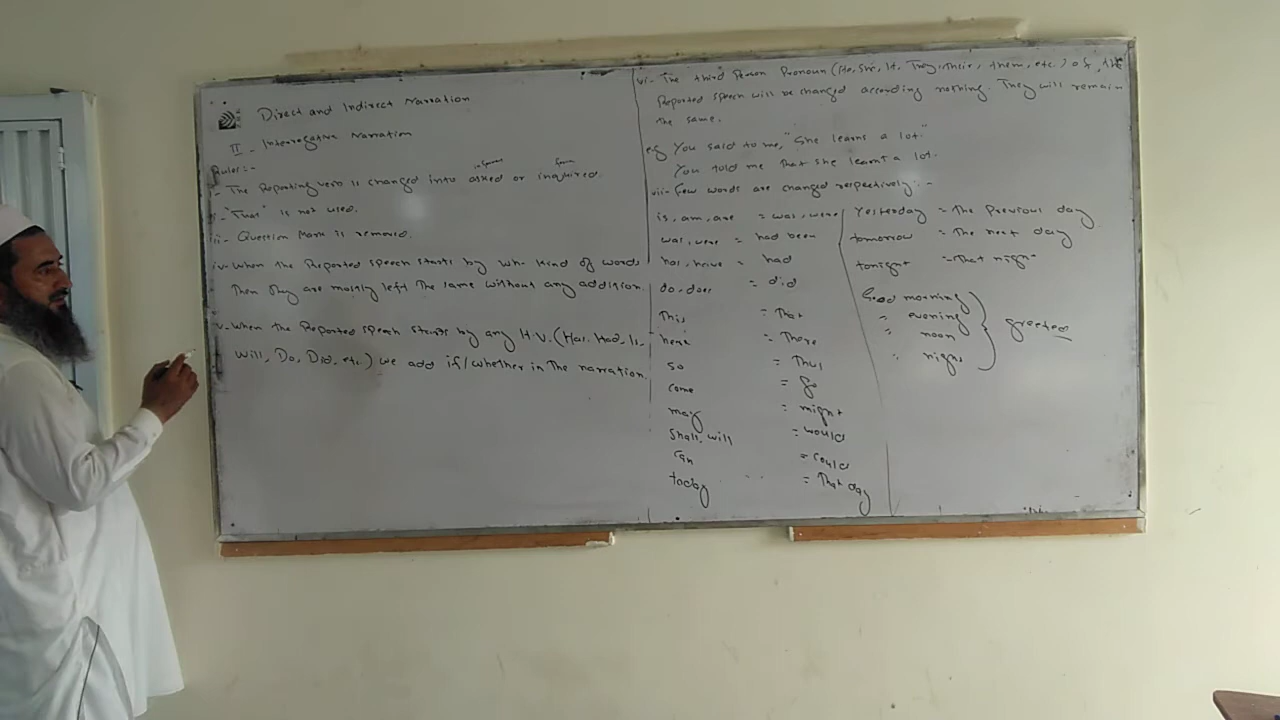 Direct and Indirect Narration
II - Interrogative Narration
Rules:-
i- The Reporting verb is changed into asked or inquired.
ii- "That" is not used.
iii- Question Mark is removed.
iv- When the Reported speech starts by Wh- Kind of words
Then they are mostly left The same without any addition.
v- When the Reported speech starts by any H.V. (Has, Had, Is,
Will, Do, Did, etc.) we add if/whether in The narration.
vi- The third Person Pronoun (He, She, It, They, Their, them, etc.) of the
Reported speech will be changed according nothing. They will remain
the same.
eg You said to me, "She learns a lot."
You told me that she learnt a lot.
vii- Few words are changed respectively:-
is, am, are = was, were
was, were = had been
has, have = had
do, does = did
This = That
here = There
so = Thus
come = go
may = might
Shall, will = would
Can = could
today = That day
Yesterday = The Previous day
tomorrow = The next day
tonight = That night
Good morning
" evening
" noon
" night
greeted